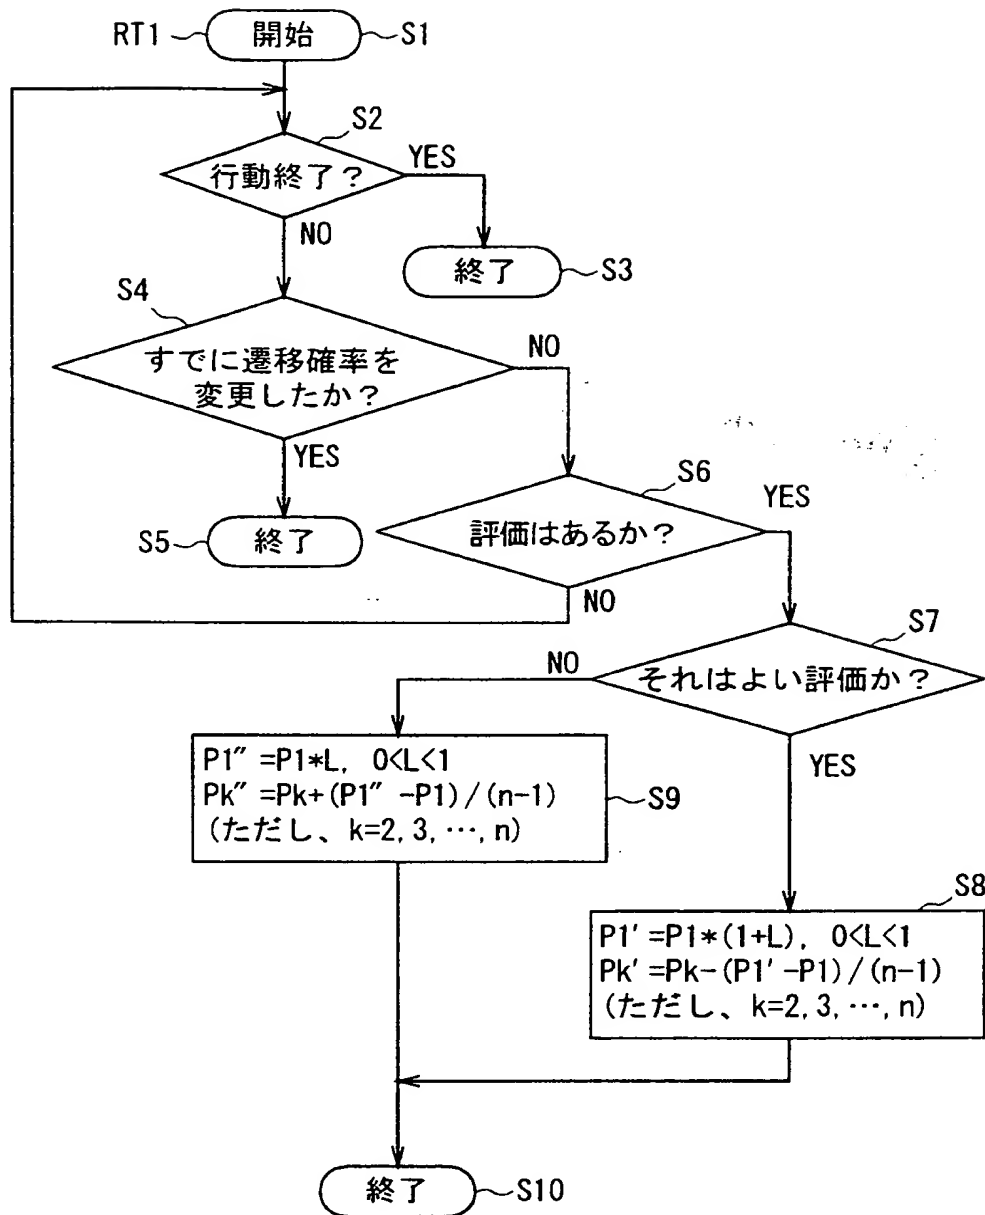 RT1
開始
S1
S2
行動終了？
YES
NO
終了
S3
S4
すでに遷移確率を
変更したか？
NO
YES
S5
終了
S6
評価はあるか？
YES
NO
S7
それはよい評価か？
NO
YES
P1″=P1*L, 0<L<1
Pk″=Pk+(P1″-P1)/(n-1)
(ただし、k=2,3,…,n)
S9
S8
P1′=P1*(1+L), 0<L<1
Pk′=Pk-(P1′-P1)/(n-1)
(ただし、k=2,3,…,n)
終了
S10